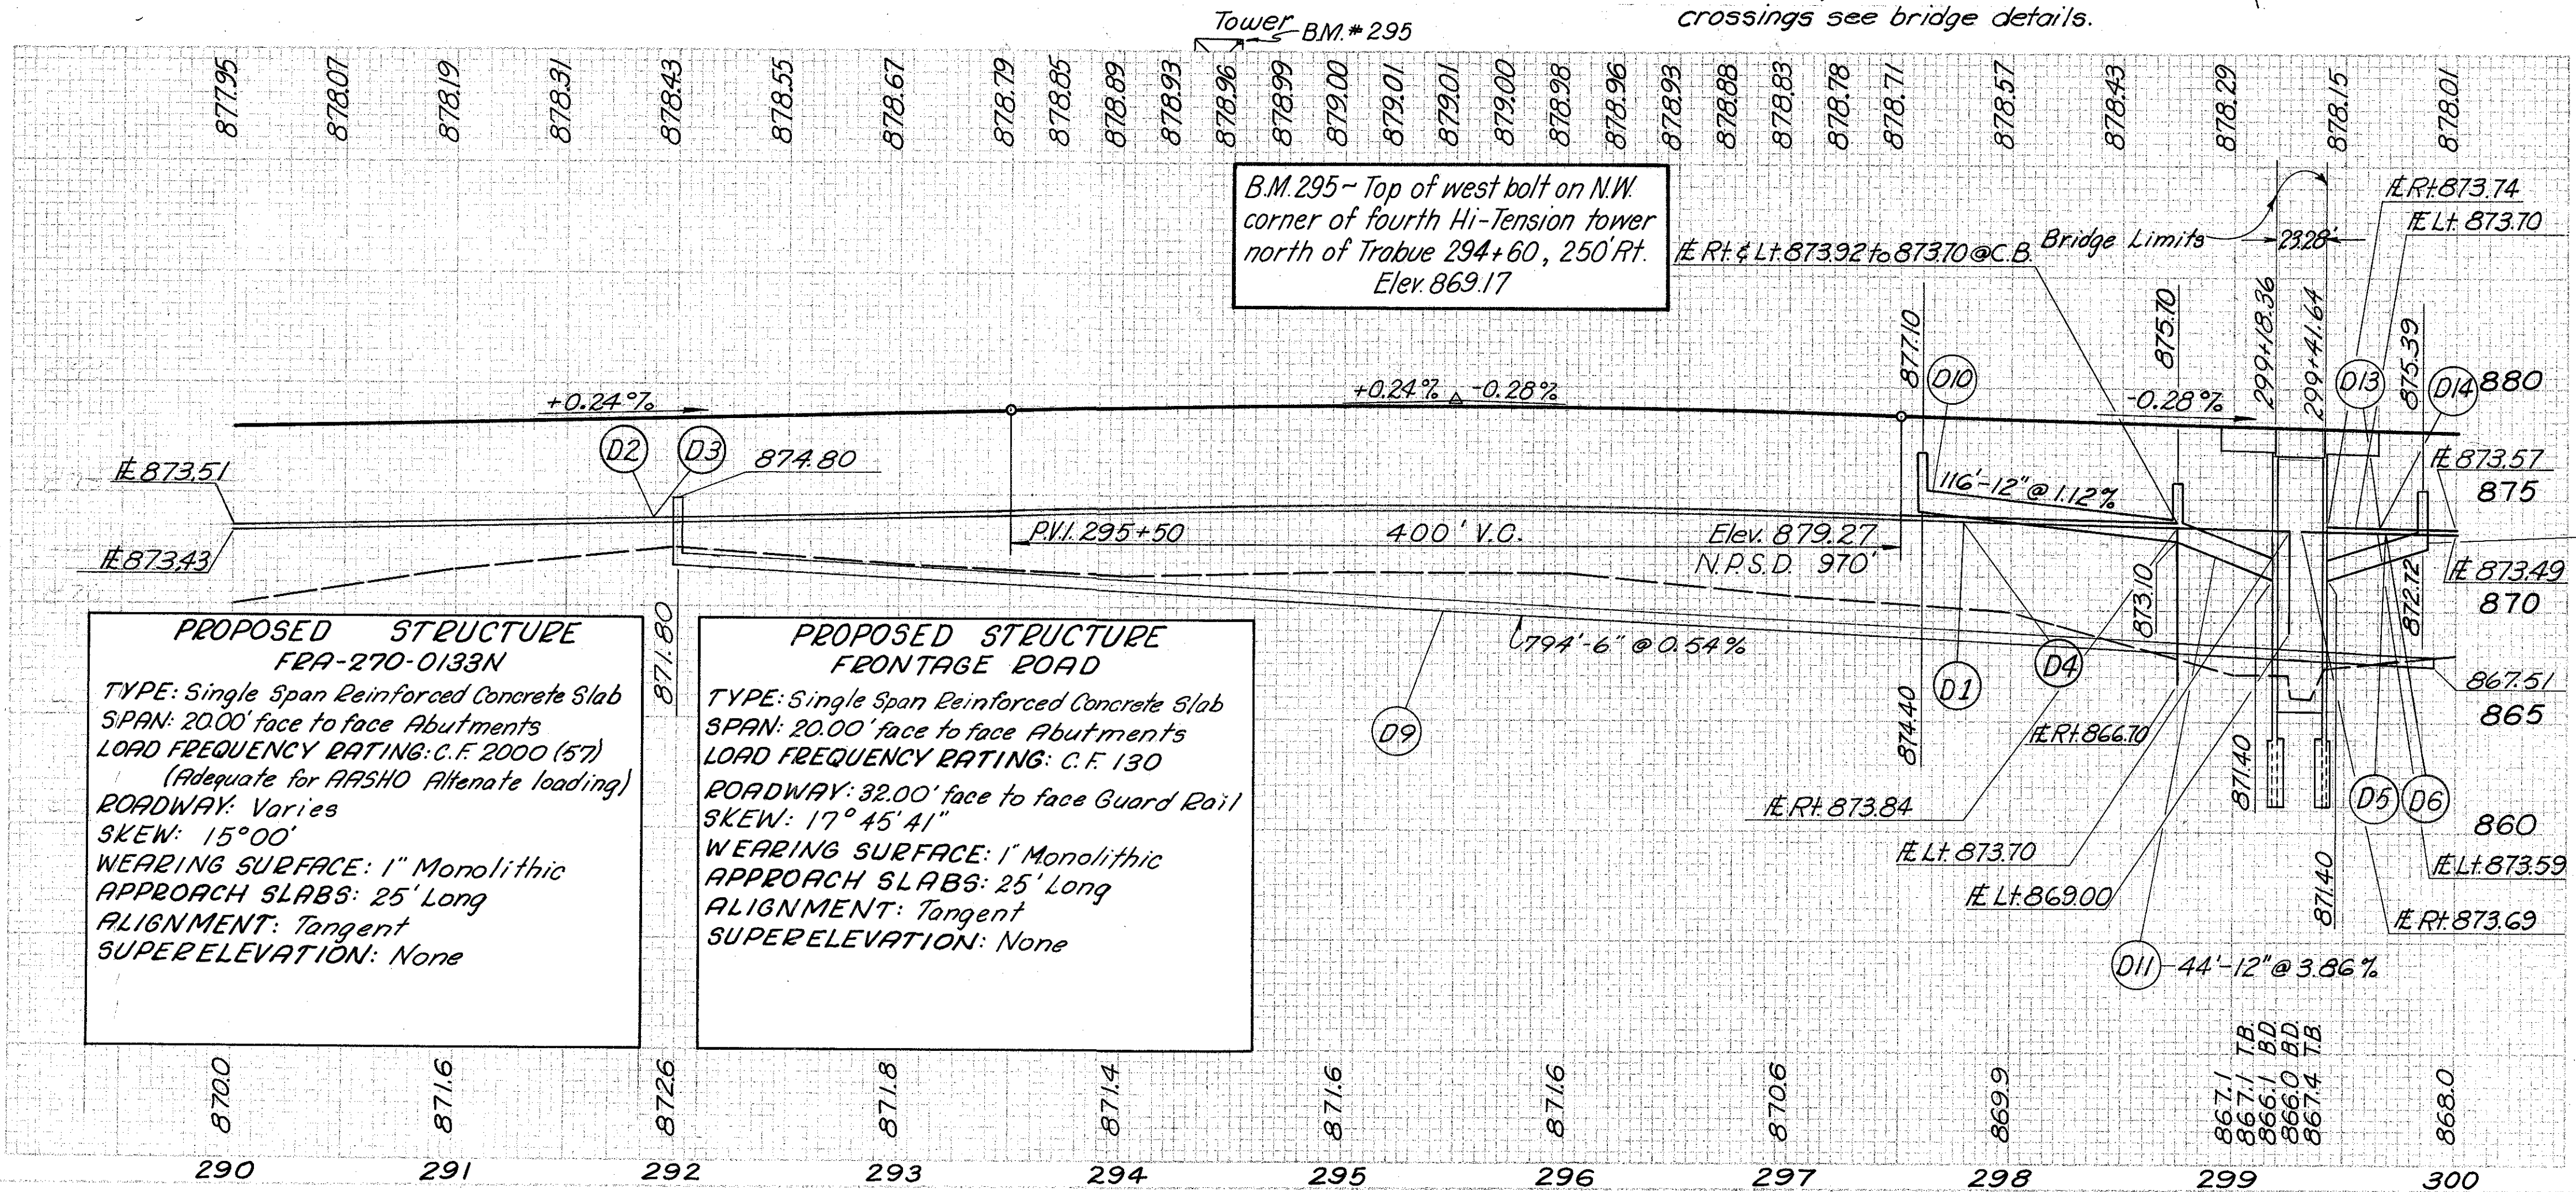 crossings see bridge details.
Tower B.M.#295
877.95 878.07 878.19 878.31 878.43 878.55 878.67 878.79 878.85 878.89 878.93 878.96 878.99 879.00 879.01 879.01 879.00 878.98 878.96 878.93 878.88 878.83 878.78 878.71 878.57 878.43 878.29 878.15 878.01
B.M. 295~Top of west bolt on N.W.
corner of fourth Hi-Tension tower
north of Trabue 294+60, 250'Rt.
Elev. 869.17
℄ Rt. & Lt. 873.92 to 873.70 @ C.B.
Bridge Limits
23.28'
299+18.36
299+41.64
℄ Rt. 873.74
℄ Lt. 873.70
877.10
875.70
875.39
D10
D13
D14
880
+0.24%
+0.24% △ -0.28%
-0.28%
D2
D3
874.80
℄ 873.51
℄ 873.43
116'-12" @ 1.12%
℄ 873.57
875
P.V.I. 295+50
400' V.C.
Elev. 879.27
N.P.S.D. 970'
℄ 873.49
870
871.80
794'-6" @ 0.54%
873.10
872.72
D1
D4
D9
874.40
867.51
865
℄ Rt. 866.70
871.40
℄ Rt. 873.84
D5
D6
860
℄ Lt. 873.70
℄ Lt. 873.59
℄ Lt. 869.00
871.40
℄ Rt. 873.69
D11
44'-12" @ 3.86%
PROPOSED STRUCTURE
FRA-270-0133N
TYPE: Single Span Reinforced Concrete Slab
SPAN: 20.00' face to face Abutments
LOAD FREQUENCY RATING: C.F. 2000 (57)
(Adequate for AASHO Altenate loading)
ROADWAY: Varies
SKEW: 15°00'
WEARING SURFACE: 1" Monolithic
APPROACH SLABS: 25' Long
ALIGNMENT: Tangent
SUPERELEVATION: None
PROPOSED STRUCTURE
FRONTAGE ROAD
TYPE: Single Span Reinforced Concrete Slab
SPAN: 20.00' face to face Abutments
LOAD FREQUENCY RATING: C.F. 130
ROADWAY: 32.00' face to face Guard Rail
SKEW: 17°45'41"
WEARING SURFACE: 1" Monolithic
APPROACH SLABS: 25' Long
ALIGNMENT: Tangent
SUPERELEVATION: None
870.0 871.6 872.6 871.8 871.4 871.6 871.6 870.6 869.9
867.1
867.1 T.B.
866.1 B.D.
866.0 B.D.
867.4 T.B.
868.0
290 291 292 293 294 295 296 297 298 299 300